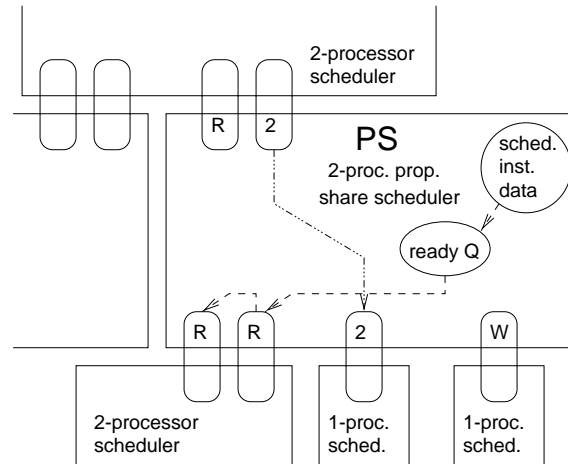 2-processor
scheduler
R
2
PS
2-proc. prop.
share scheduler
sched.
inst.
data
ready Q
R
R
2
W
2-processor
scheduler
1-proc.
sched.
1-proc.
sched.